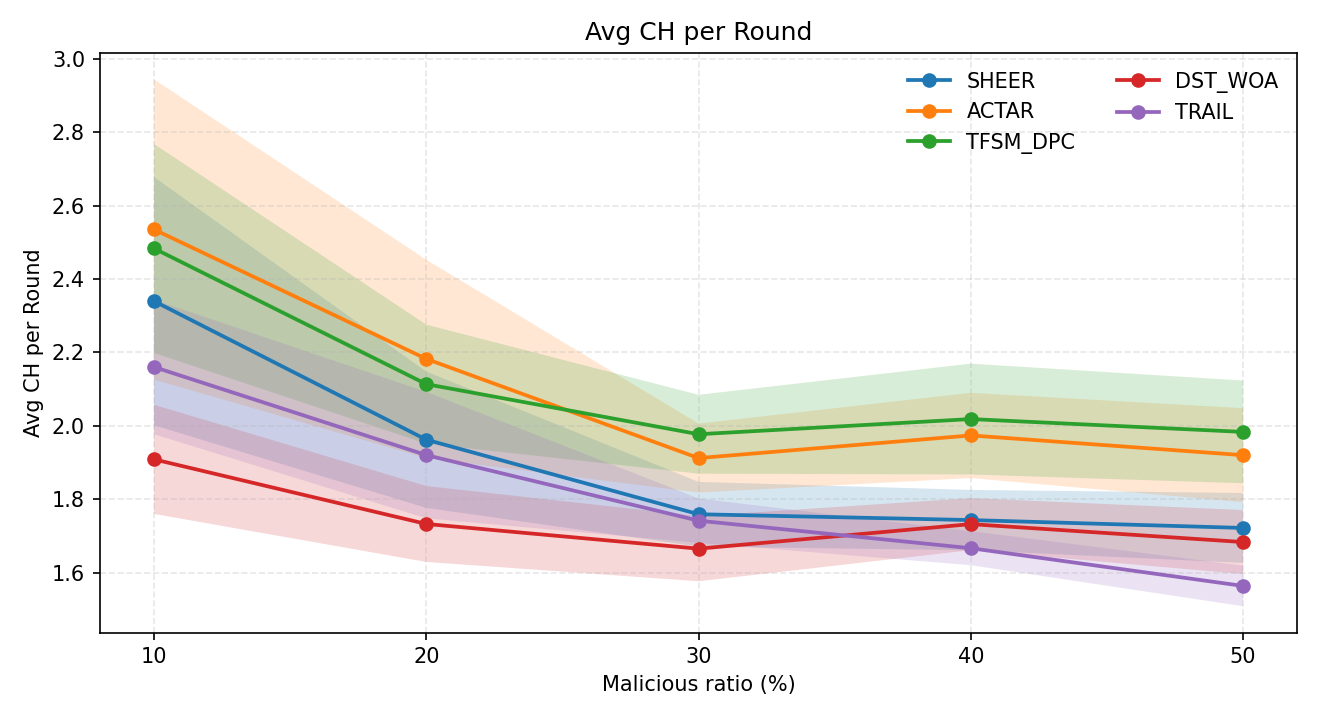 Avg CH per Round
3.0
2.8
2.6
2.4
2.2
2.0
1.8
1.6
Avg CH per Round
SHEER
ACTAR
TFSM_DPC
DST_WOA
TRAIL
10
20
30
40
50
Malicious ratio (%)